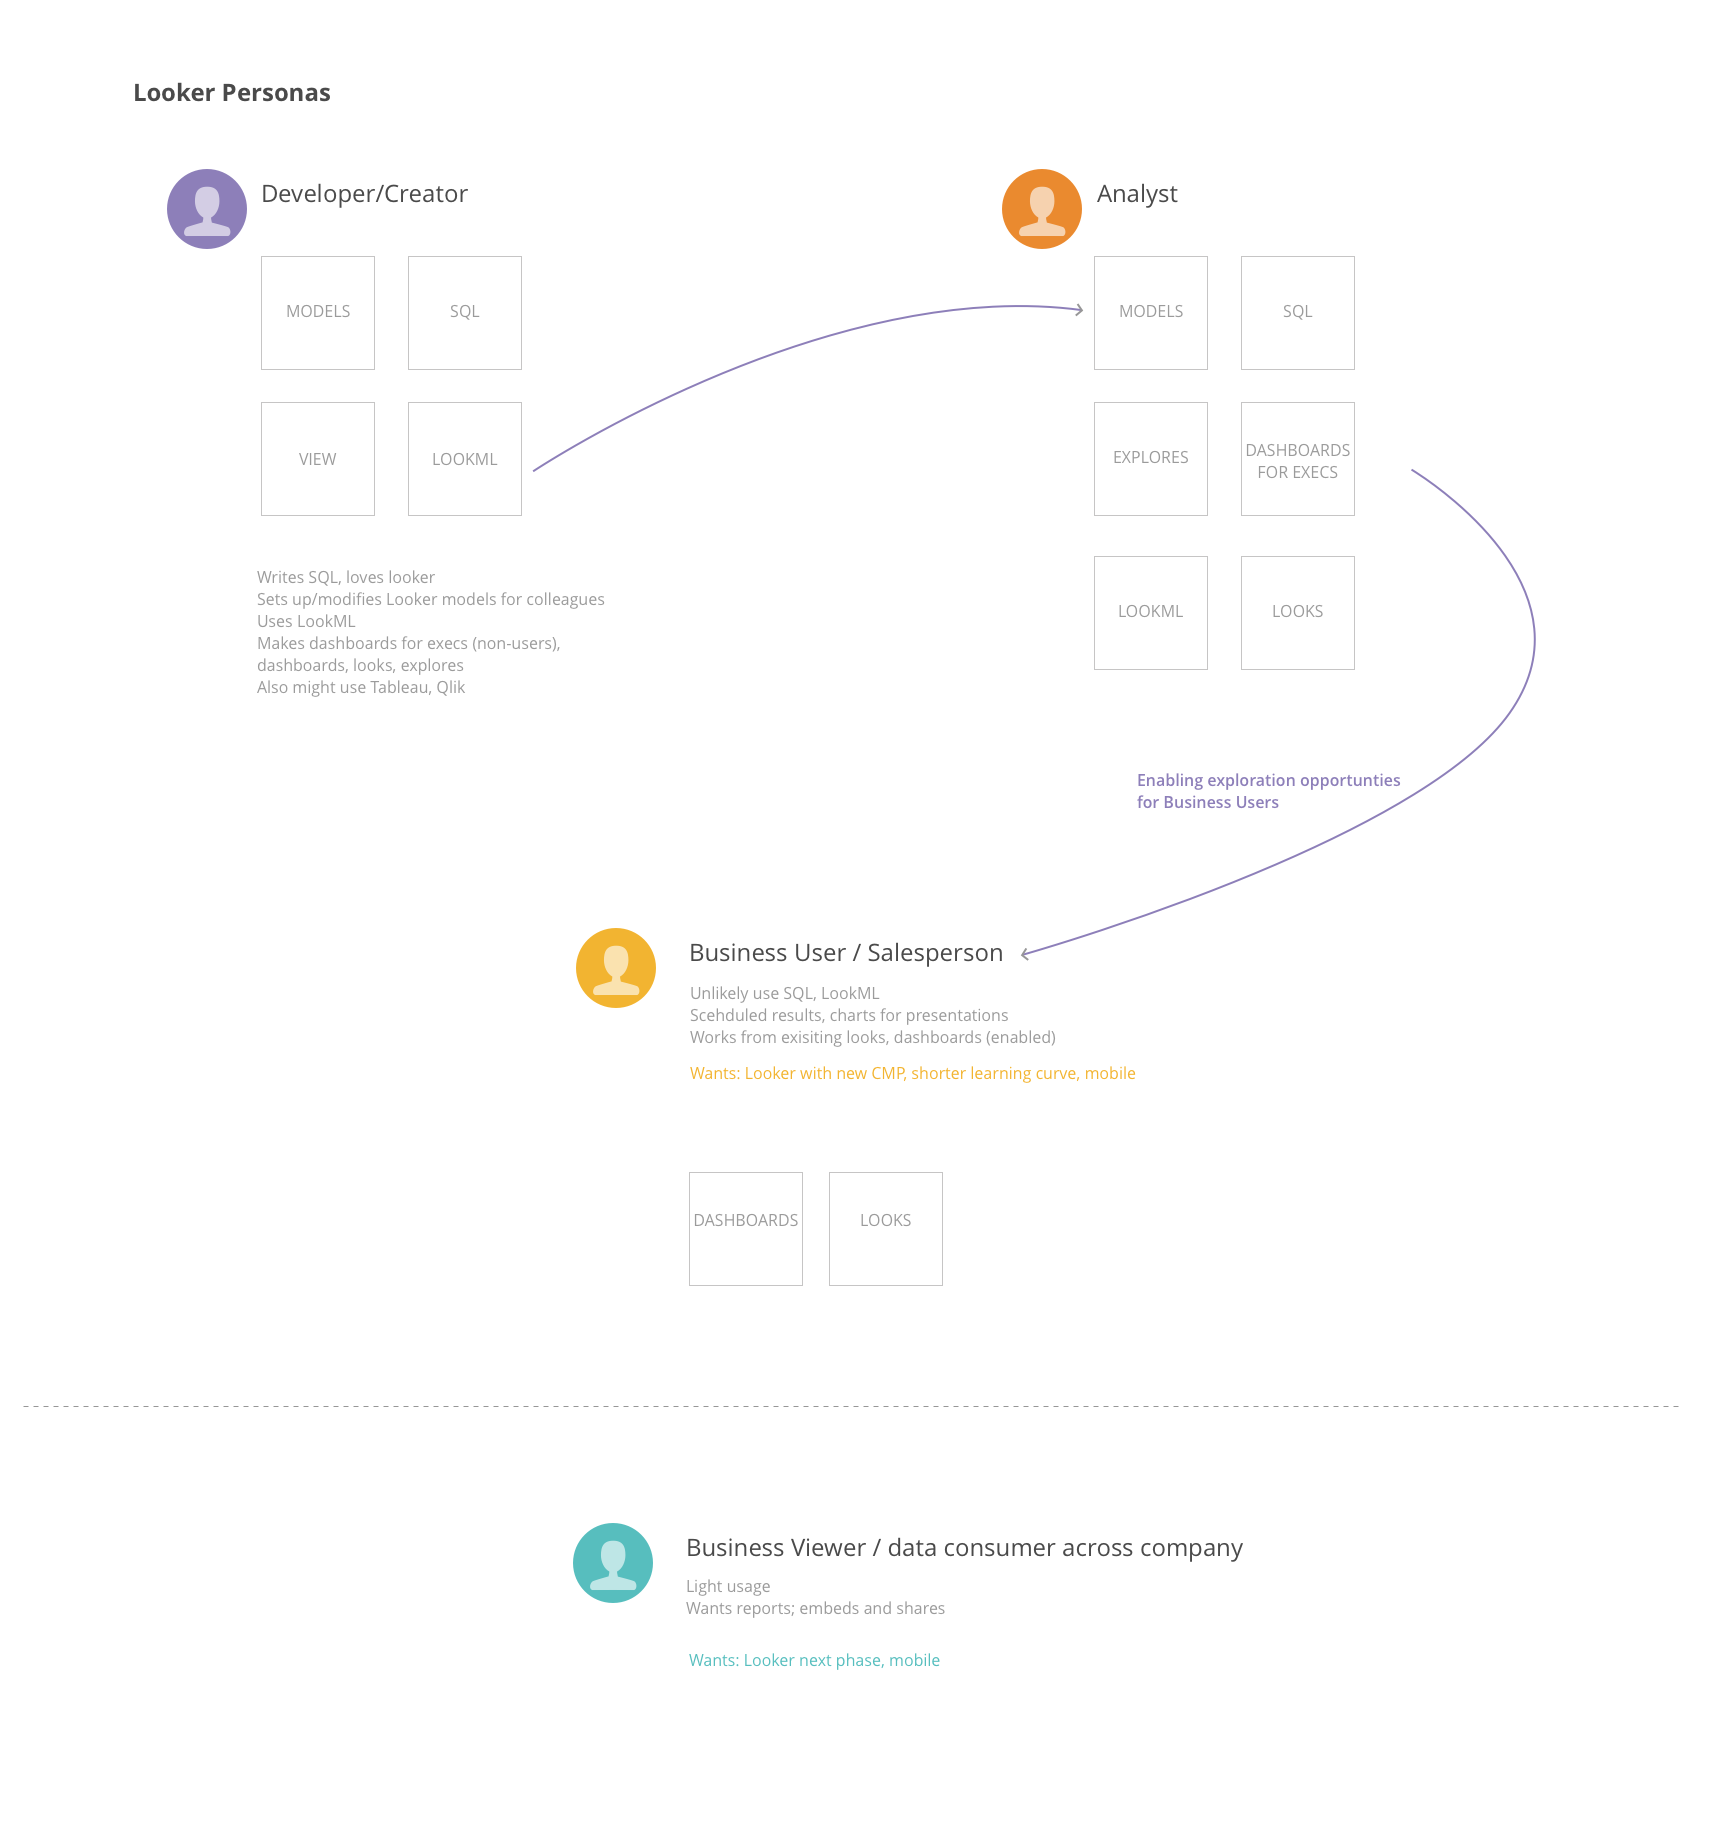 Looker Personas
Developer/Creator
MODELS
SQL
VIEW
LOOKML
Writes SQL, loves looker
Sets up/modifies Looker models for colleagues
Uses LookML
Makes dashboards for execs (non-users),
dashboards, looks, explores
Also might use Tableau, Qlik
Analyst
MODELS
SQL
EXPLORES
DASHBOARDS
FOR EXECS
LOOKML
LOOKS
Enabling exploration opportunties
for Business Users
Business User / Salesperson
Unlikely use SQL, LookML
Scehduled results, charts for presentations
Works from exisiting looks, dashboards (enabled)
Wants: Looker with new CMP, shorter learning curve, mobile
DASHBOARDS
LOOKS
Business Viewer / data consumer across company
Light usage
Wants reports; embeds and shares
Wants: Looker next phase, mobile